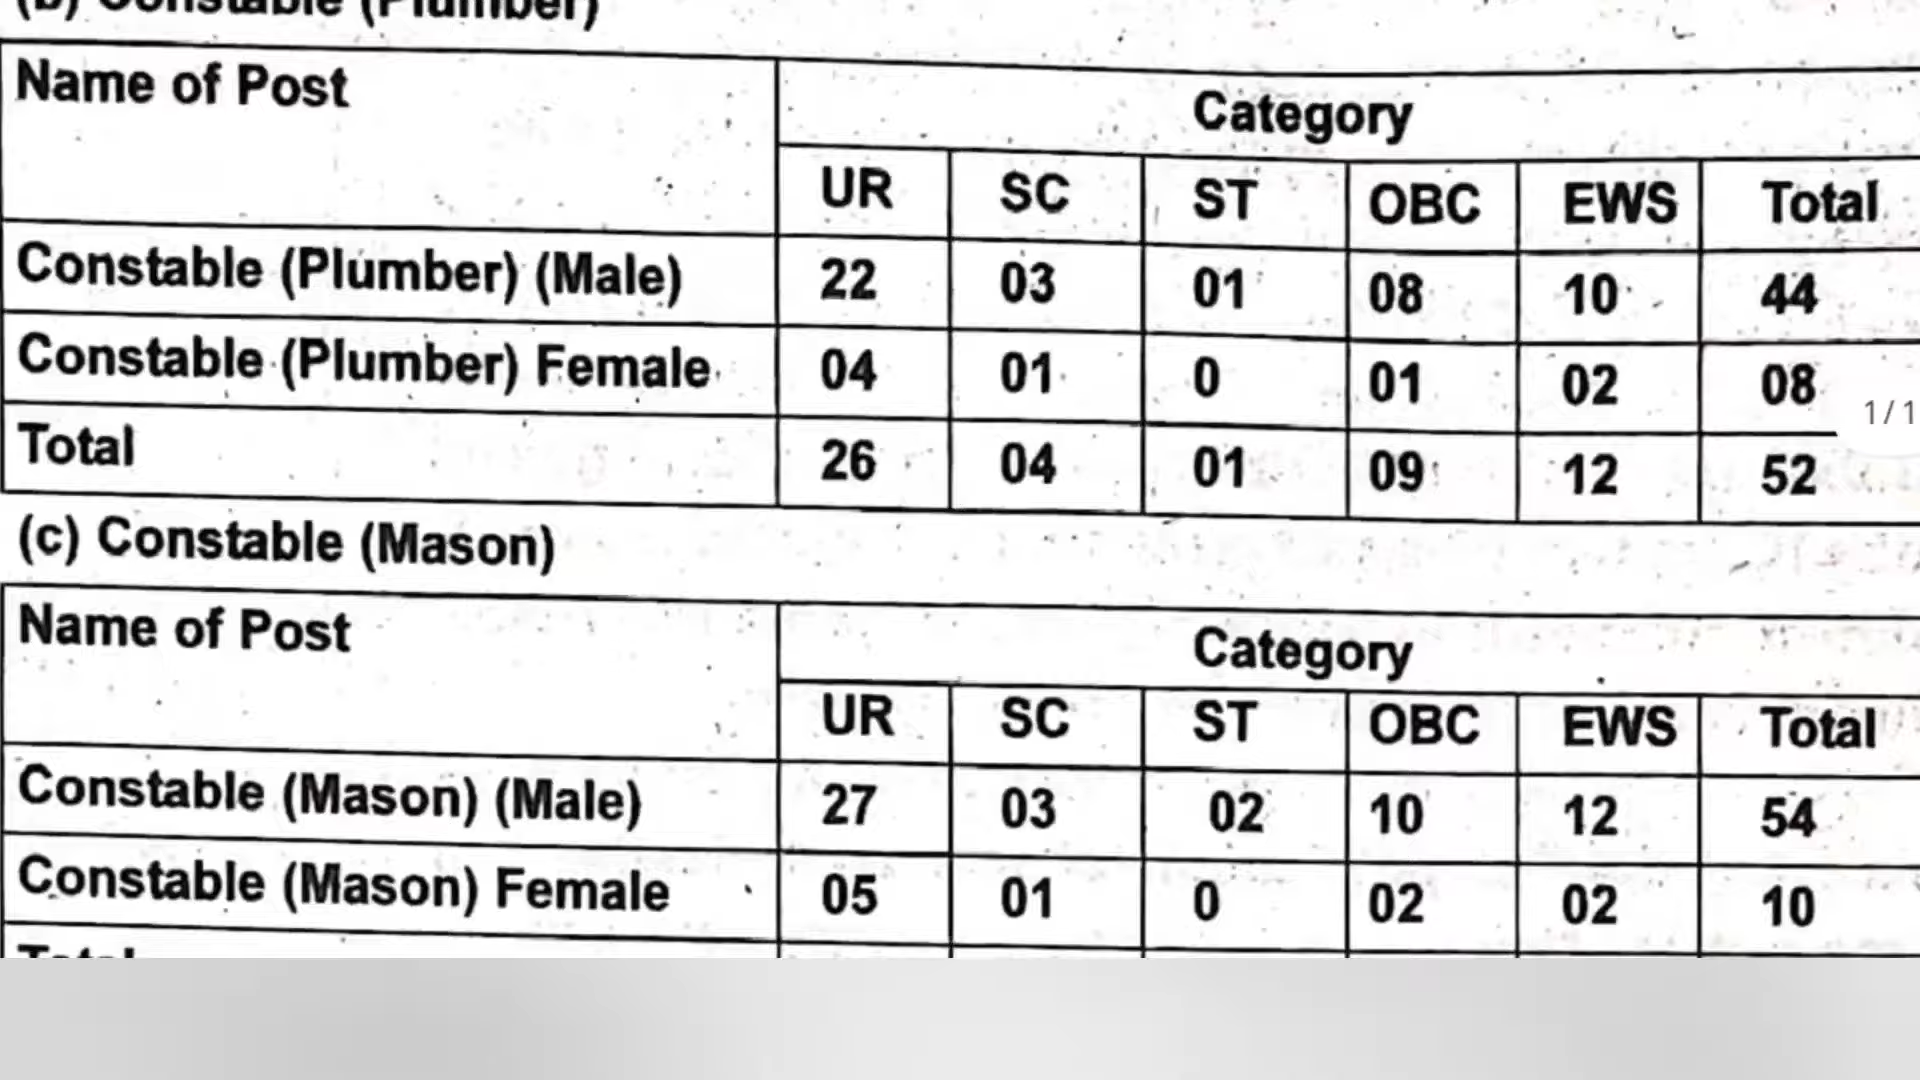 (b) Constable (Plumber)
Name of Post
Category
UR SC ST OBC EWS Total
Constable (Plumber) (Male) 22 03 01 08 10 44
Constable (Plumber) Female 04 01 0 01 02 08
1/1
Total 26 04 01 09 12 52
(c) Constable (Mason)
Name of Post
Category
UR SC ST OBC EWS Total
Constable (Mason) (Male) 27 03 02 10 12 54
Constable (Mason) Female 05 01 0 02 02 10
Total